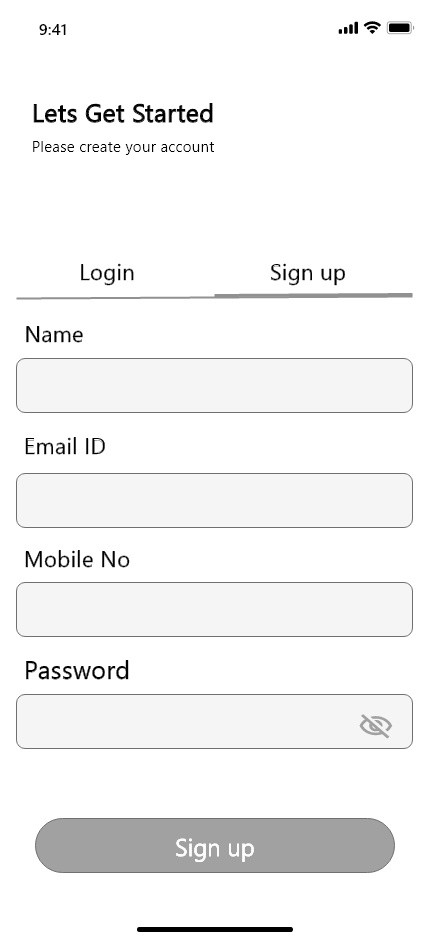 9:41
Lets Get Started
Please create your account
Login Sign up
Name
Email ID
Mobile No
Password
Sign up